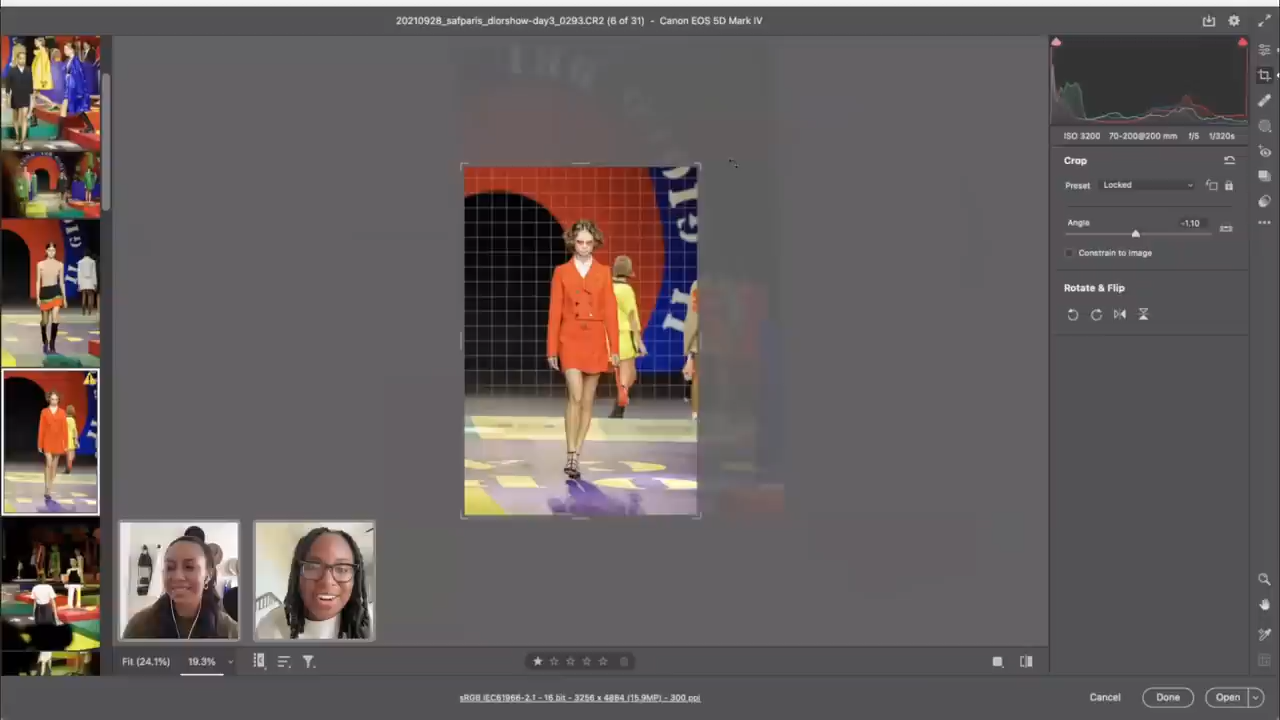 20210928_safparis_diorshow-day3_0293.CR2 (6 of 31) - Canon EOS 5D Mark IV
ISO 3200 70-200@200 mm f/5 1/320s
Crop
Preset Locked
Angle -1.10
Constrain to Image
Rotate & Flip
Fit (24.1%) 19.3%
sRGB IEC61966-2.1 - 16 bit - 3256 x 4884 (15.9MP) - 300 ppi
Cancel Done Open